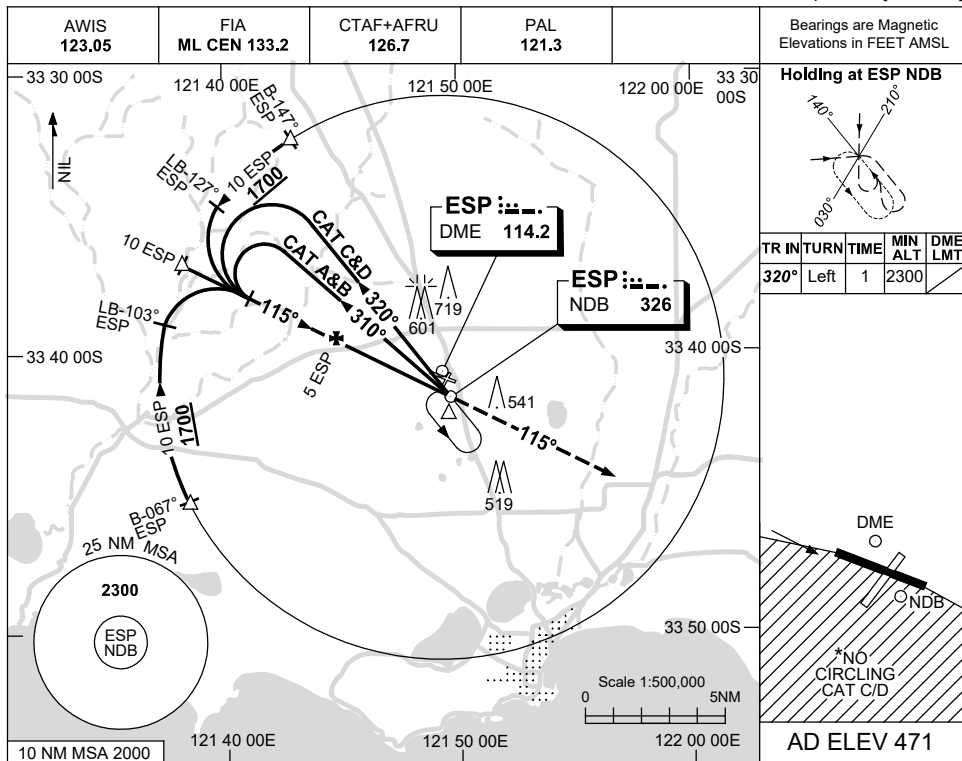 AWIS
123.05
FIA
ML CEN 133.2
CTAF+AFRU
126.7
PAL
121.3
Bearings are Magnetic
Elevations in FEET AMSL
33 30 00S
121 40 00E
121 50 00E
122 00 00E
33 30
00S
NIL
B-147°
ESP
10 ESP
1700
LB-127°
ESP
10 ESP
LB-103°
ESP
10 ESP
1700
B-067°
ESP
CAT C&D
CAT A&B
320°
310°
115°
5 ESP
ESP
DME 114.2
ESP
NDB 326
719
601
541
519
115°
33 40 00S
33 40 00S
25 NM MSA
2300
ESP
NDB
33 50 00S
Scale 1:500,000
0 5NM
10 NM MSA 2000
121 40 00E
121 50 00E
122 00 00E
Holding at ESP NDB
140°
210°
030°
TR IN TURN TIME MIN ALT DME LMT
320° Left 1 2300
DME
NDB
*NO
CIRCLING
CAT C/D
AD ELEV 471